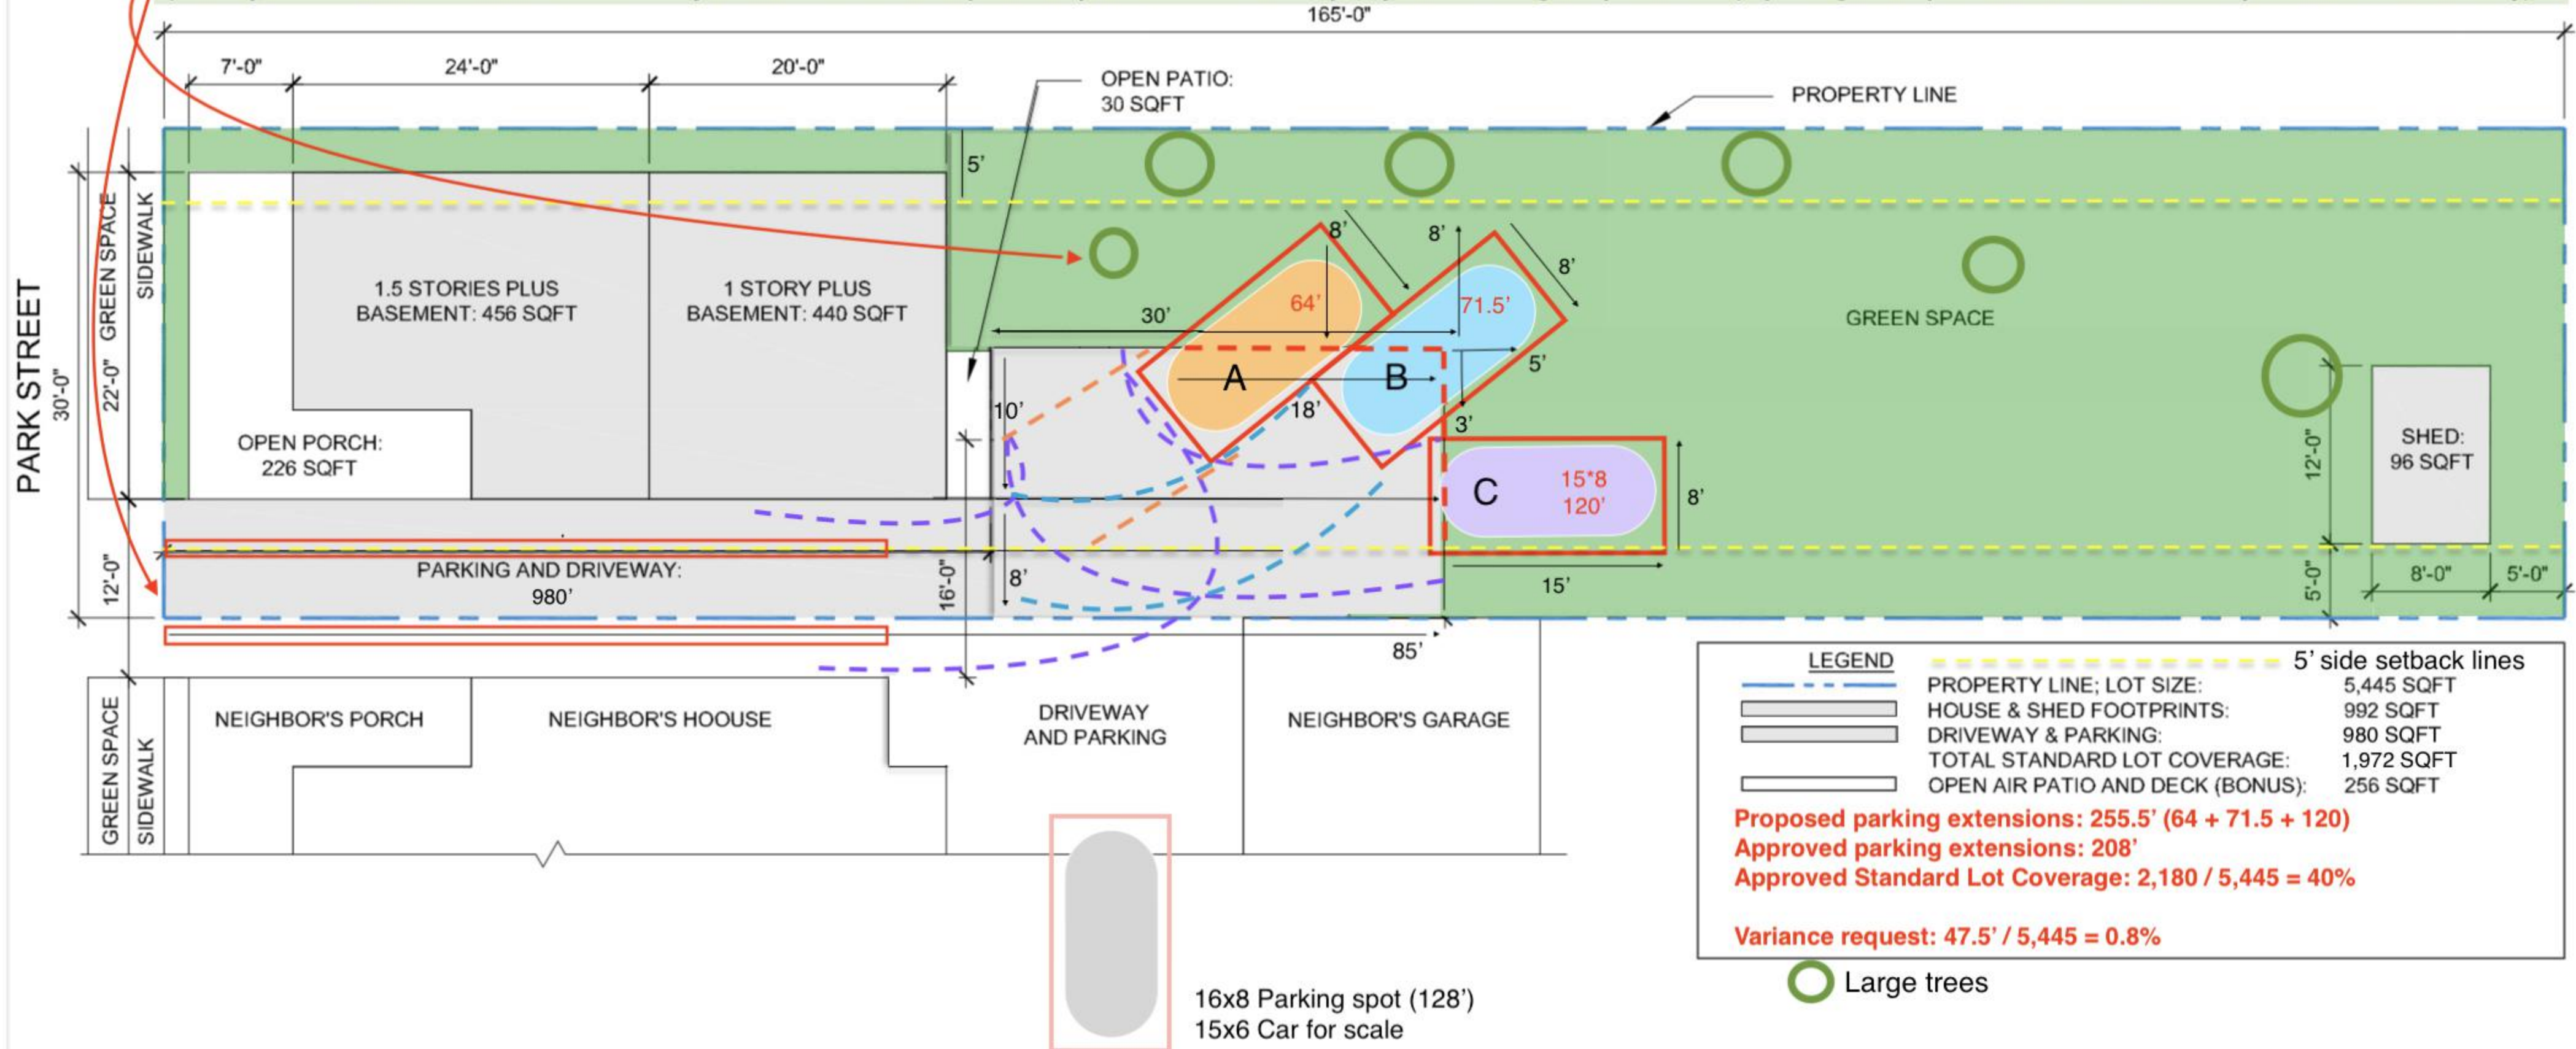 165'-0"
7'-0"
24'-0"
20'-0"
OPEN PATIO:
30 SQFT
PROPERTY LINE
5'
PARK STREET
30'-0"
22'-0"
GREEN SPACE
SIDEWALK
12'-0"
1.5 STORIES PLUS
BASEMENT: 456 SQFT
1 STORY PLUS
BASEMENT: 440 SQFT
OPEN PORCH:
226 SQFT
30'
8'
8'
8'
64'
71.5'
A
B
5'
10'
18'
3'
C
15*8
120'
8'
15'
GREEN SPACE
12'-0"
SHED:
96 SQFT
5'-0"
8'-0"
5'-0"
PARKING AND DRIVEWAY:
980'
16'-0"
8'
85'
GREEN SPACE
SIDEWALK
NEIGHBOR'S PORCH
NEIGHBOR'S HOOUSE
DRIVEWAY
AND PARKING
NEIGHBOR'S GARAGE
LEGEND
5' side setback lines
PROPERTY LINE; LOT SIZE: 5,445 SQFT
HOUSE & SHED FOOTPRINTS: 992 SQFT
DRIVEWAY & PARKING: 980 SQFT
TOTAL STANDARD LOT COVERAGE: 1,972 SQFT
OPEN AIR PATIO AND DECK (BONUS): 256 SQFT
Proposed parking extensions: 255.5' (64 + 71.5 + 120)
Approved parking extensions: 208'
Approved Standard Lot Coverage: 2,180 / 5,445 = 40%
Variance request: 47.5' / 5,445 = 0.8%
Large trees
16x8 Parking spot (128')
15x6 Car for scale